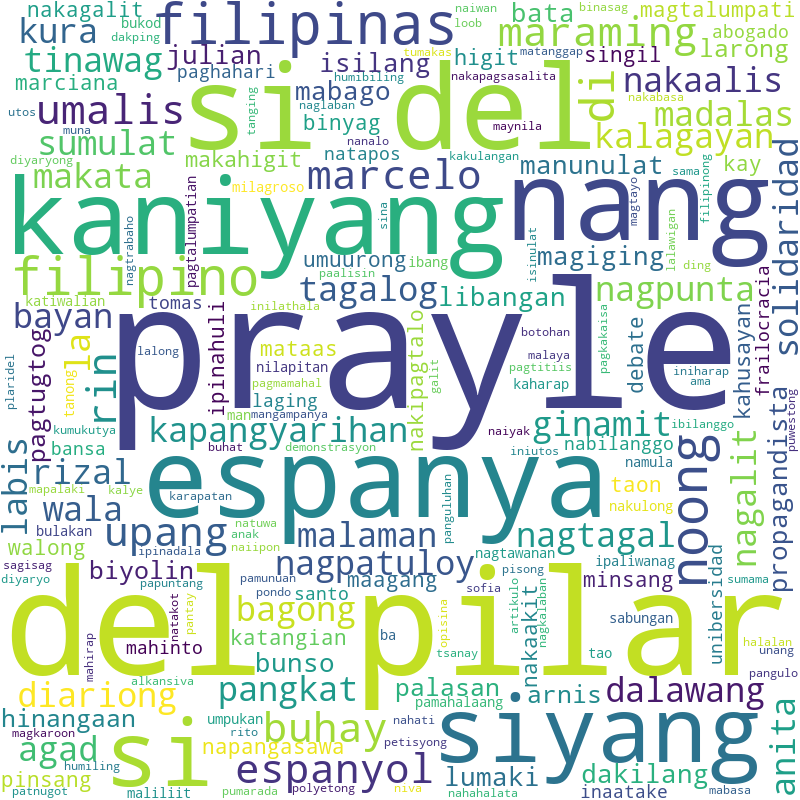 nakagalit
bukod
dakping
filipinas
naiwan
loob
binasag
bata
magtalumpati
kura
tinawag
julian
paghahari
isilang
tumakas
humibiling
higit
matanggap
maraming
singil
abogado
larong
marciana
si del
mabago
nakapagsasalita
di
nakaalis
nakabasa
utos
umalis
naglaban
tanging
binyag
nanalo
maynila
madalas
muna
sumulat
natapos
kakulangan
kalagayan
diyaryong
makahigit
marcelo
manunulat
kay
sama
filipinong
makata
milagroso
magtayo
kaniyang
nang
nagtrabaho
pagtalumpatian
sina
isinulat
lalawigan
solidaridad
filipino
umuurong
ibang
magiging
ding
katiwalian
paalisin
tagalog
libangan
nagpunta
tomas
inilathala
bayan
la
ipinahuli
prayle
botohan
pagkakaisa
frailocracia
plaridel
pagtugtog
rin
lalong
mataas
nilapitan
nakipagtalo
malaya
debate
iniharap
kahusayan
tanong
pagmamahal
laging
galit
pagtitiis
kaharap
ama
man
mangampanya
kumukutya
kapangyarihan
ginamit
ibilanggo
propagandista
puwestong
labis
bansa
buhat
demonstrasyon
naiyak
nabilanggo
rizal
espanya
iniutos
namula
noong
nagalit
mapalaki
kalye
karapatan
panguluhan
taon
wala
nakulong
bulakan
upang
natuwa
anak
naiipon
malaman
nagtagal
walong
ipinadala
nagpatuloy
nagtawanan
ipaliwanag
sagisag
diyaryo
biyolin
maagang
pisong
minsang
unibersidad
sumama
papuntang
pamunuan
del pilar
natakot
pantay
bagong
pondo
santo
sofia
artikulo
nagkalaban
nakaakit
sabungan
mahirap
mahinto
katangian
ba
opisina
tsanay
tao
halalan
unang
bunso
diariong
alkansiva
pangkat
palasan
pamahalaang
arnis
dalawang
pangulo
hinangaan
magkaroon
si
umpukan
rito
buhay
nahati
petisyong
siyang
dakilang
anita
agad
napangasawa
pinsang
humiling
espanyol
lumaki
patnugot
maliliit
pumarada
polyetong
niva
nahahalata
inaatake
mabasa